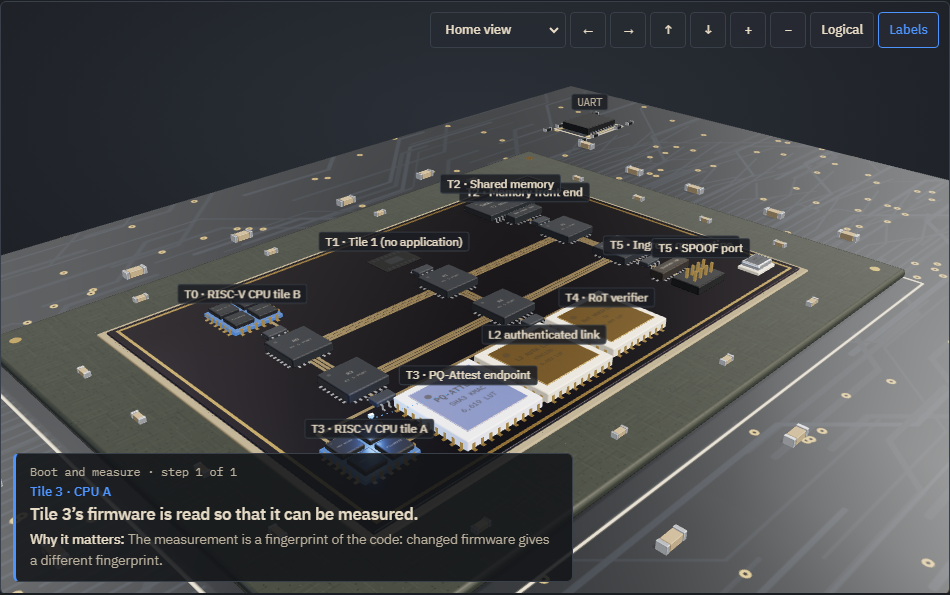 Home view
←
→
↑
↓
+
−
Logical
Labels
UART
T2 · Shared memory
end
T1 · Tile 1 (no application)
T5 · Ing
T5 · SPOOF port
T0 · RISC-V CPU tile B
T4 · RoT verifier
L2 authenticated link
T3 · PQ-Attest endpoint
T3 · RISC-V CPU tile A
Boot and measure · step 1 of 1
Tile 3 · CPU A
Tile 3’s firmware is read so that it can be measured.
Why it matters: The measurement is a fingerprint of the code: changed firmware gives
a different fingerprint.